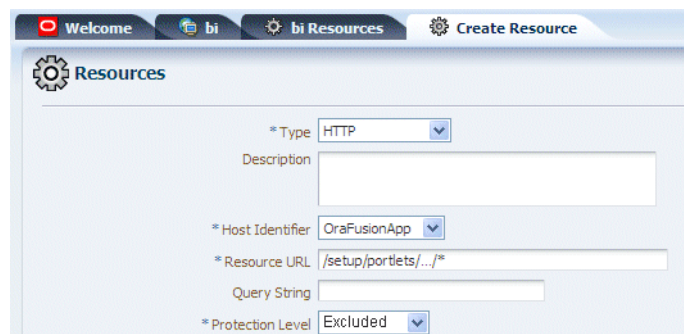 Welcome bi bi Resources Create Resource
Resources
* Type HTTP
Description
* Host Identifier OraFusionApp
* Resource URL /setup/portlets/.../*
Query String
* Protection Level Excluded